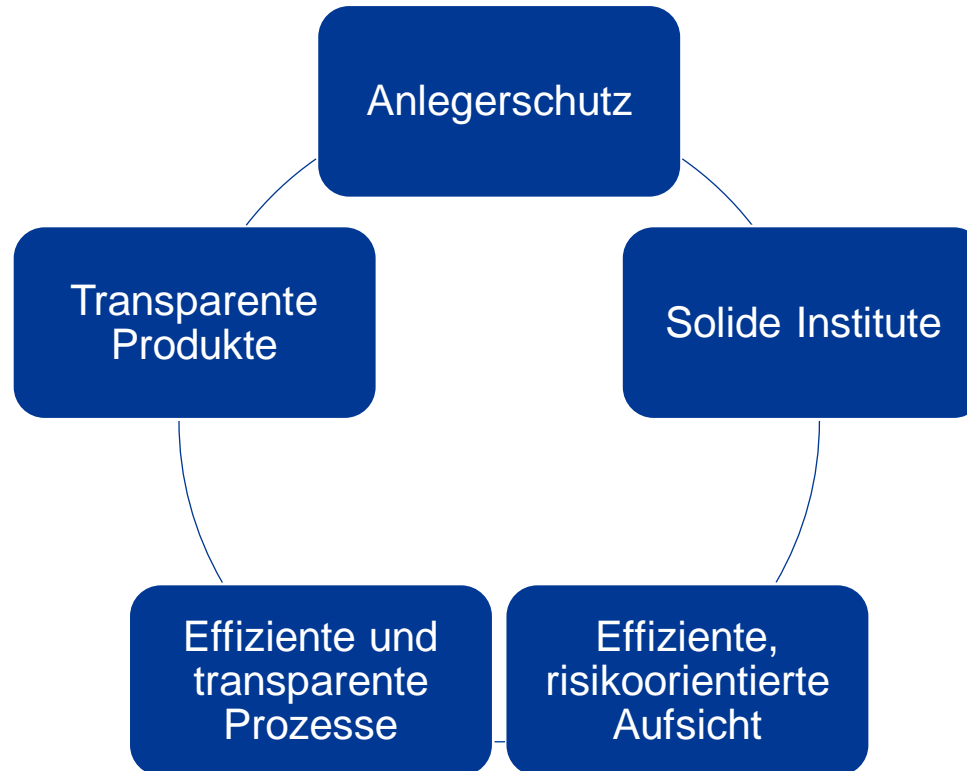 Anlegerschutz
Transparente
Produkte
Solide Institute
Effiziente und
transparente
Prozesse
Effiziente,
risikoorientierte
Aufsicht